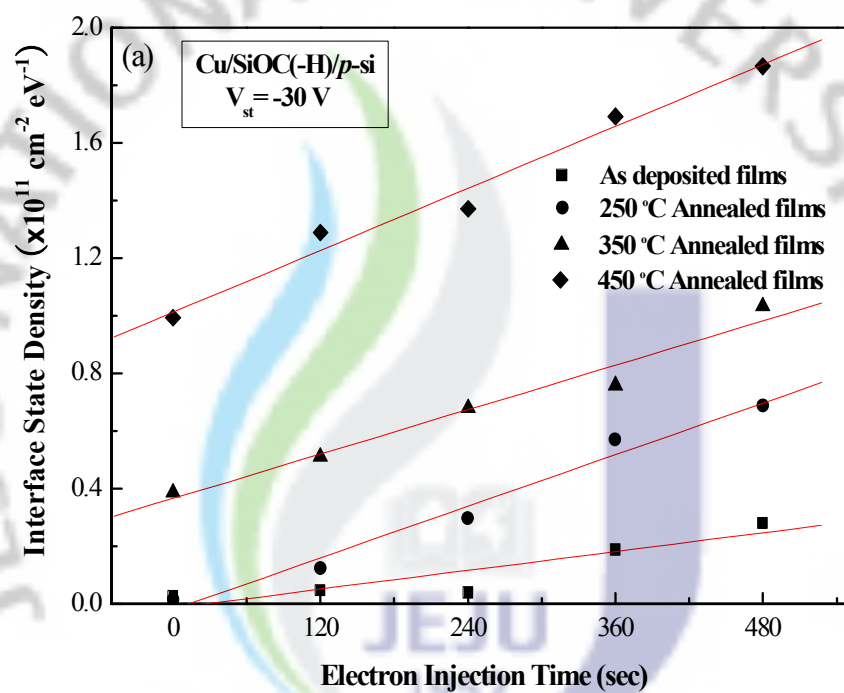 (a)
Cu/SiOC(-H)/p-si
V_st= -30 V
As deposited films
250 °C Annealed films
350 °C Annealed films
450 °C Annealed films
Interface State Density (x10¹¹ cm⁻² eV⁻¹)
2.0
1.6
1.2
0.8
0.4
0.0
0 120 240 360 480
Electron Injection Time (sec)
JEJU